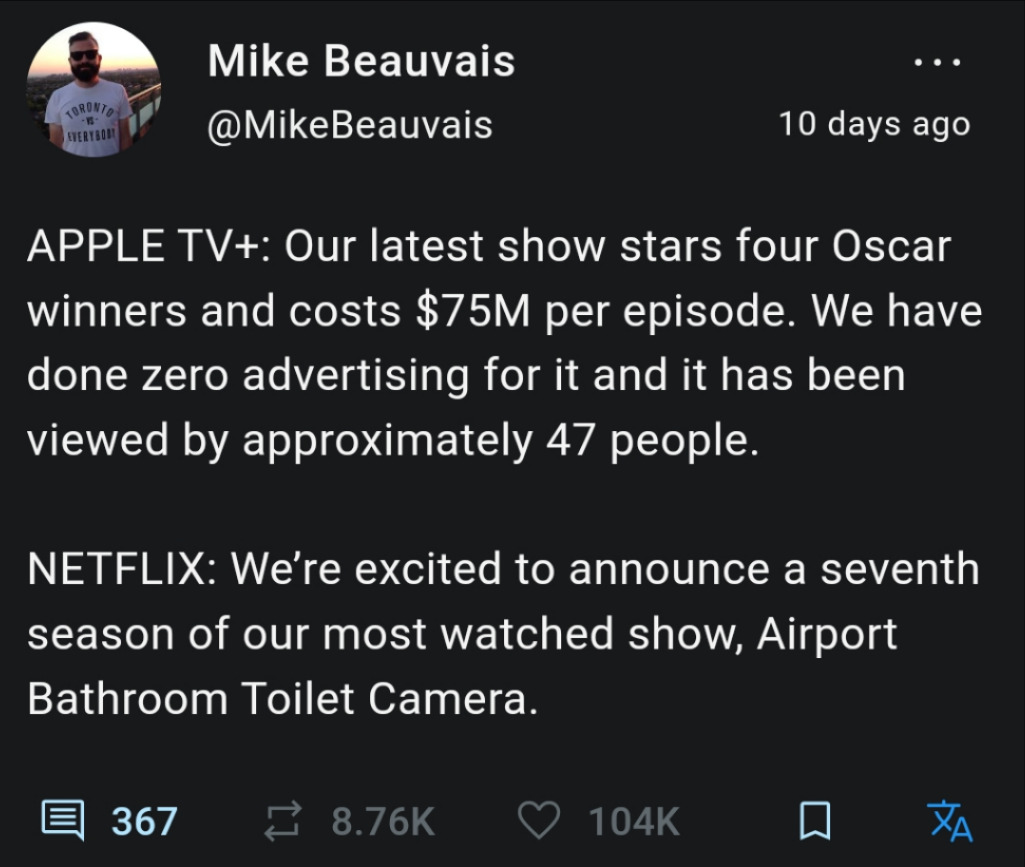 Mike Beauvais
...
@MikeBeauvais
10 days ago
TORONTO
-VS-
EVERYBODY
APPLE TV+: Our latest show stars four Oscar
winners and costs $75M per episode. We have
done zero advertising for it and it has been
viewed by approximately 47 people.
NETFLIX: We’re excited to announce a seventh
season of our most watched show, Airport
Bathroom Toilet Camera.
367
8.76K
104K